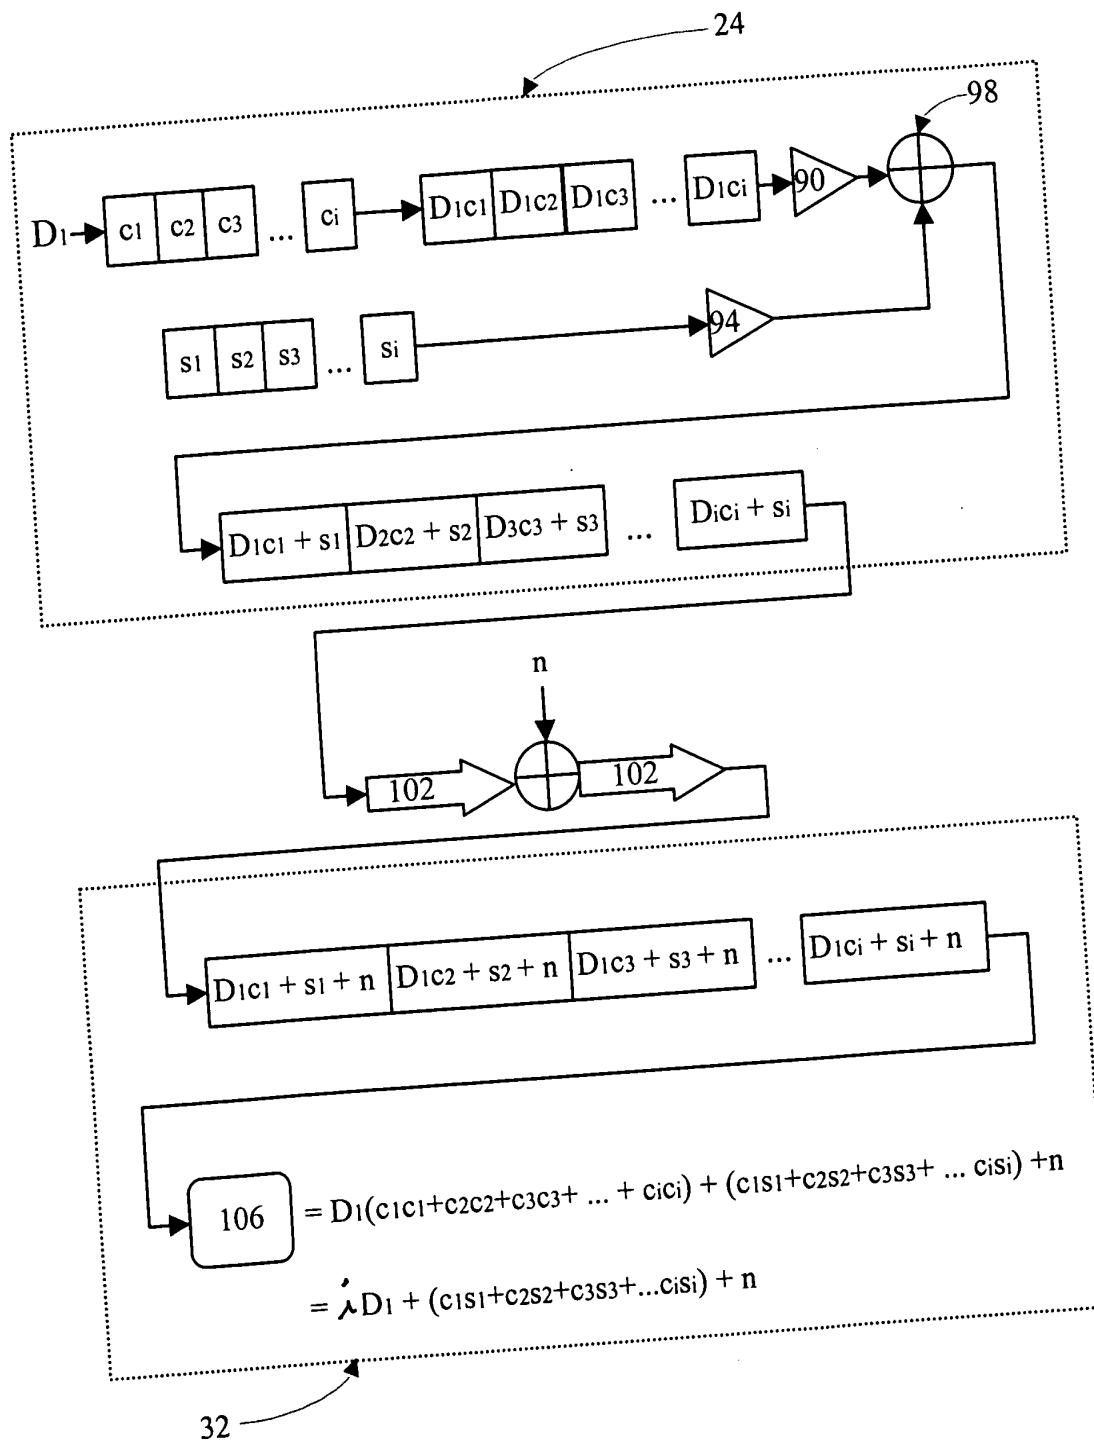 24
98
D1 c1 c2 c3 ... ci D1c1 D1c2 D1c3 ... D1ci 90
s1 s2 s3 ... si 94
D1c1 + s1 D2c2 + s2 D3c3 + s3 ... Dici + si
n
102 102
D1c1 + s1 + n D1c2 + s2 + n D1c3 + s3 + n ... D1ci + si + n
106 = D1(c1c1+c2c2+c3c3+ ... + cici) + (c1s1+c2s2+c3s3+ ... cisi) +n
= i D1 + (c1s1+c2s2+c3s3+...cisi) + n
32